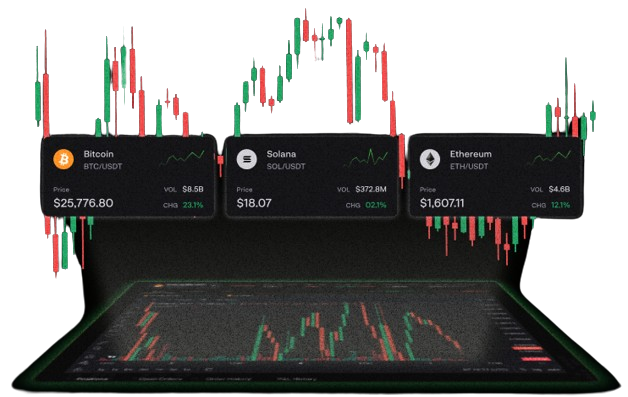 Bitcoin
BTC/USDT
Price
VOL $8.5B
$25,776.80
CHG 23.1%
Solana
SOL/USDT
Price
VOL $372.8M
$18.07
CHG 02.1%
Ethereum
ETH/USDT
Price
VOL $4.6B
$1,607.11
CHG 12.1%